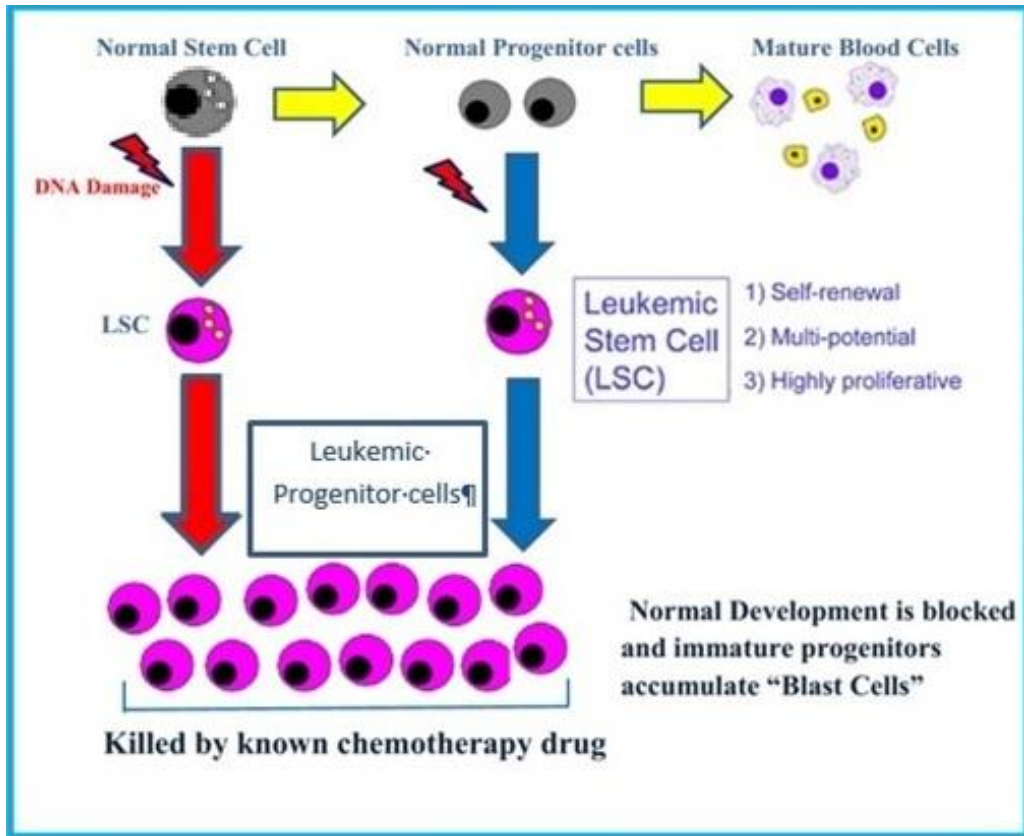 Normal Stem Cell
Normal Progenitor cells
Mature Blood Cells
DNA Damage
LSC
Leukemic
Stem Cell
(LSC)
1) Self-renewal
2) Multi-potential
3) Highly proliferative
Leukemic·
Progenitor·cells¶
Normal Development is blocked
and immature progenitors
accumulate “Blast Cells”
Killed by known chemotherapy drug